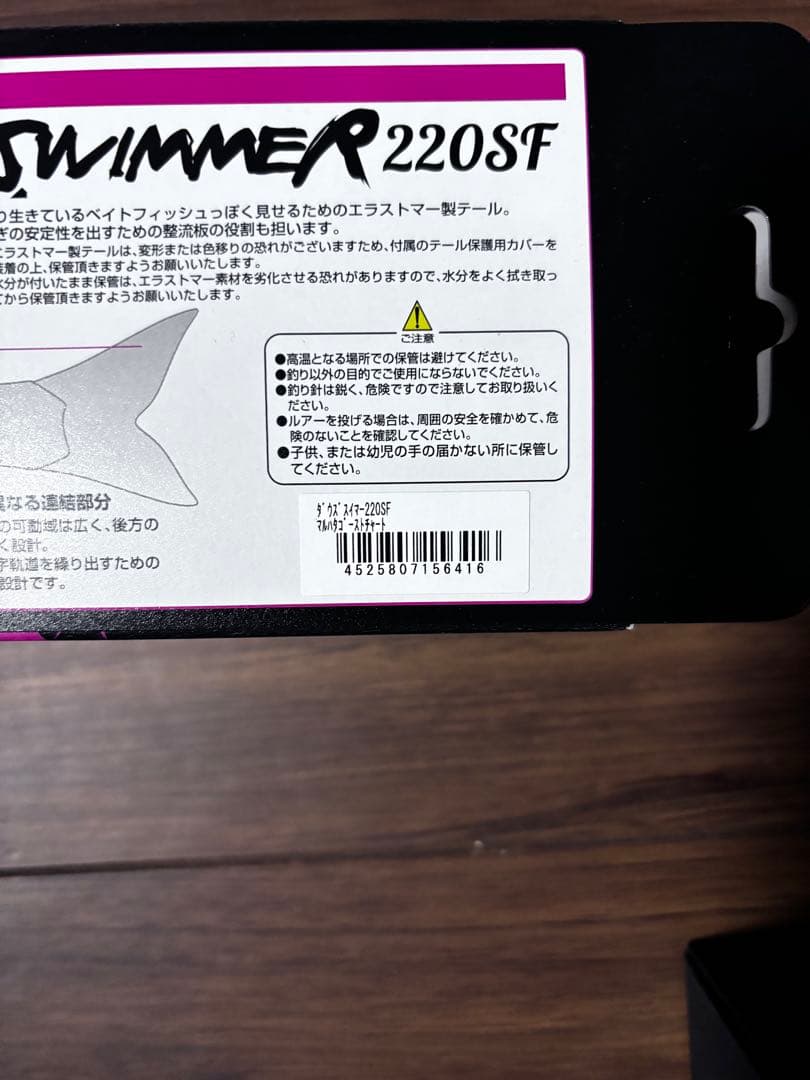 SWIMMER 220SF
り生きているベイトフィッシュっぽく見せるためのエラストマー製テール。
ぎの安定性を出すための整流板の役割も担います。
エラストマー製テールは、変形または色移りの恐れがございますため、付属のテール保護用カバーを
装着の上、保管頂きますようお願いいたします。
水分が付いたまま保管は、エラストマー素材を劣化させる恐れがありますので、水分をよく拭き取っ
てから保管頂きますようお願いいたします。
ご注意
●高温となる場所での保管は避けてください。
●釣り以外の目的でご使用にならないでください。
●釣り針は鋭く、危険ですので注意してお取り扱いく
ださい。
●ルアーを投げる場合は、周囲の安全を確かめて、危
険のないことを確認してください。
●子供、または幼児の手の届かない所に保管し
てください。
異なる連結部分
の可動域は広く、後方の
く設計。
字軌道を繰り出すための
設計です。
ﾀﾞｳｽﾞｽｲﾏｰ220SF
ﾏﾙﾊﾀｺﾞｰｽﾄﾁｬｰﾄ
4525807156416